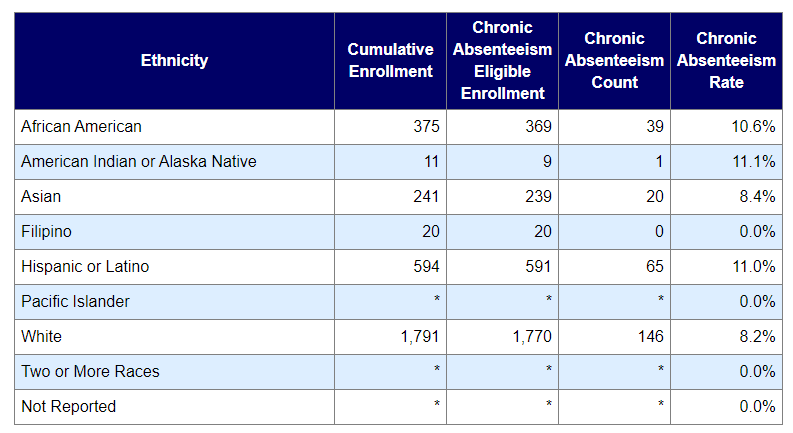 Ethnicity Cumulative Enrollment Chronic Absenteeism Eligible Enrollment Chronic Absenteeism Count Chronic Absenteeism Rate
African American 375 369 39 10.6%
American Indian or Alaska Native 11 9 1 11.1%
Asian 241 239 20 8.4%
Filipino 20 20 0 0.0%
Hispanic or Latino 594 591 65 11.0%
Pacific Islander * * * 0.0%
White 1,791 1,770 146 8.2%
Two or More Races * * * 0.0%
Not Reported * * * 0.0%